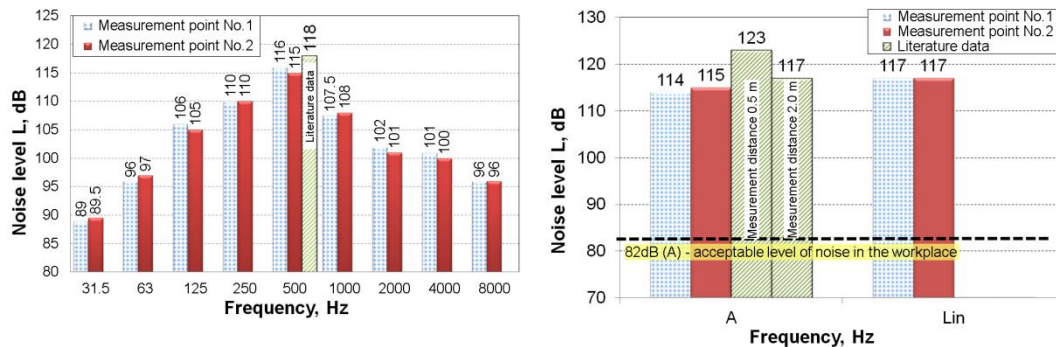 Measurement point No.1
Measurement point No.2
Noise level L, dB
125
120
115
110
105
100
95
90
85
80
89
89.5
96
97
106
105
110
110
116
115
118
Literature data
107.5
108
102
101
101
100
96
96
31.5 63 125 250 500 1000 2000 4000 8000
Frequency, Hz
Measurement point No.1
Measurement point No.2
Literature data
Noise level L, dB
130
120
110
100
90
80
70
114
115
123
117
117
117
Mesurement distance 0.5 m
Mesurement distance 2.0 m
82dB (A) - acceptable level of noise in the workplace
A Lin
Frequency, Hz